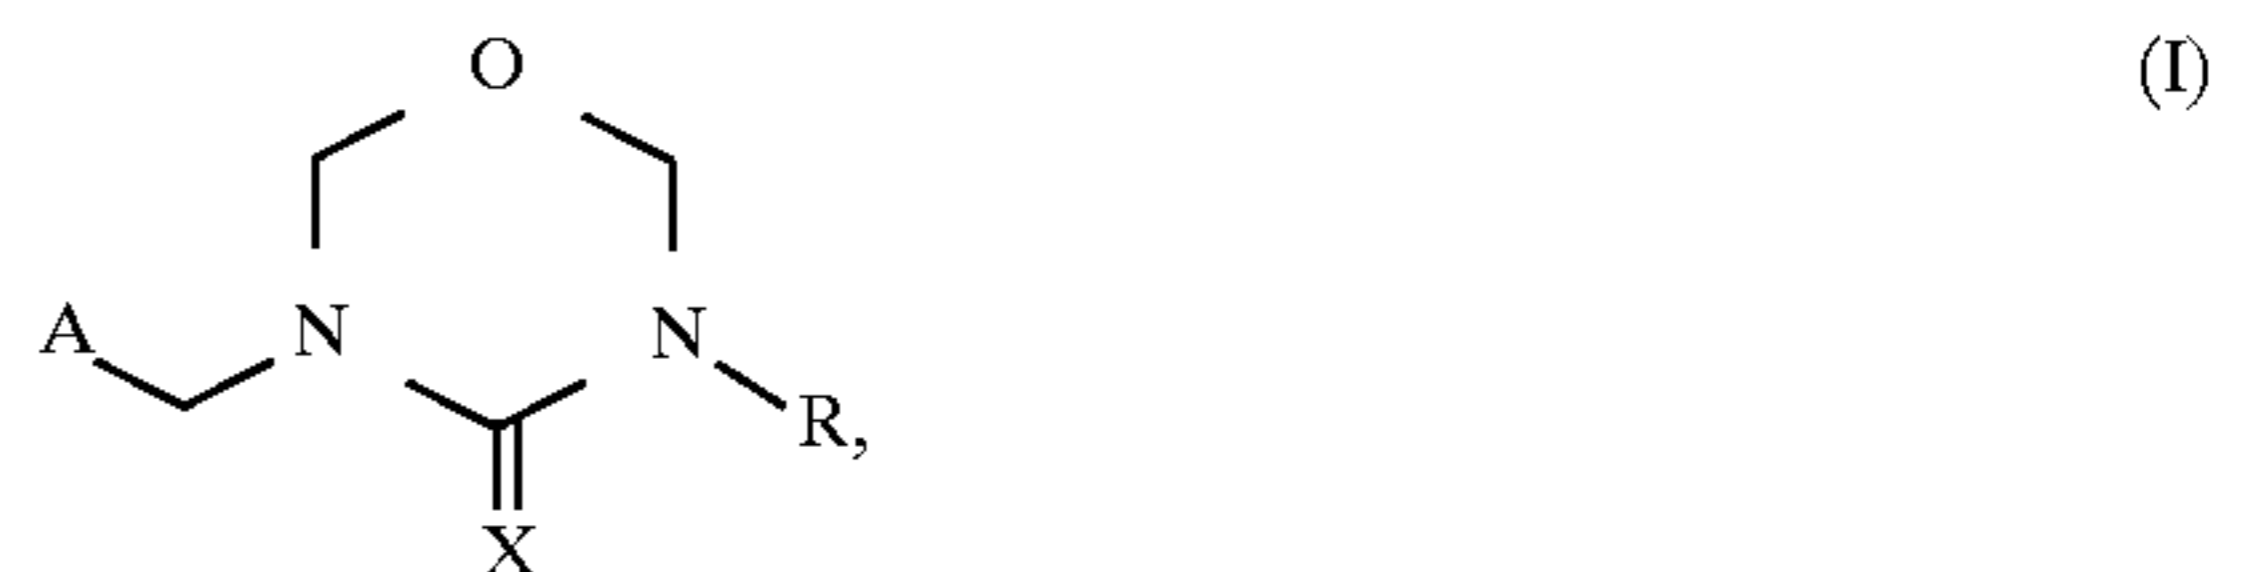 O (I)
A N N
R,
X